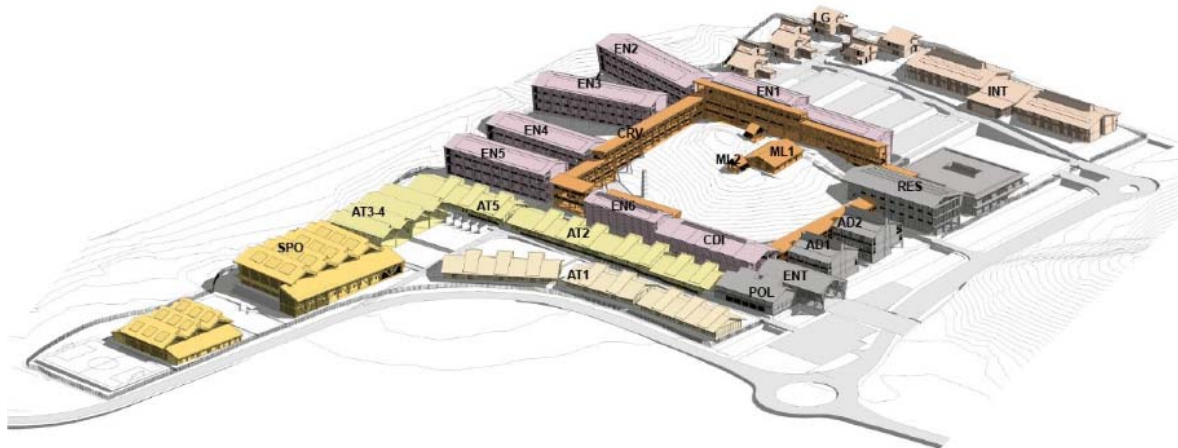 LG
EN2
EN3
EN1
INT
EN4
CRV
EN5
ML2
ML1
RES
AT3-4
AT5
EN6
AD2
SPO
AT2
CDI
AD1
AT1
ENT
POL